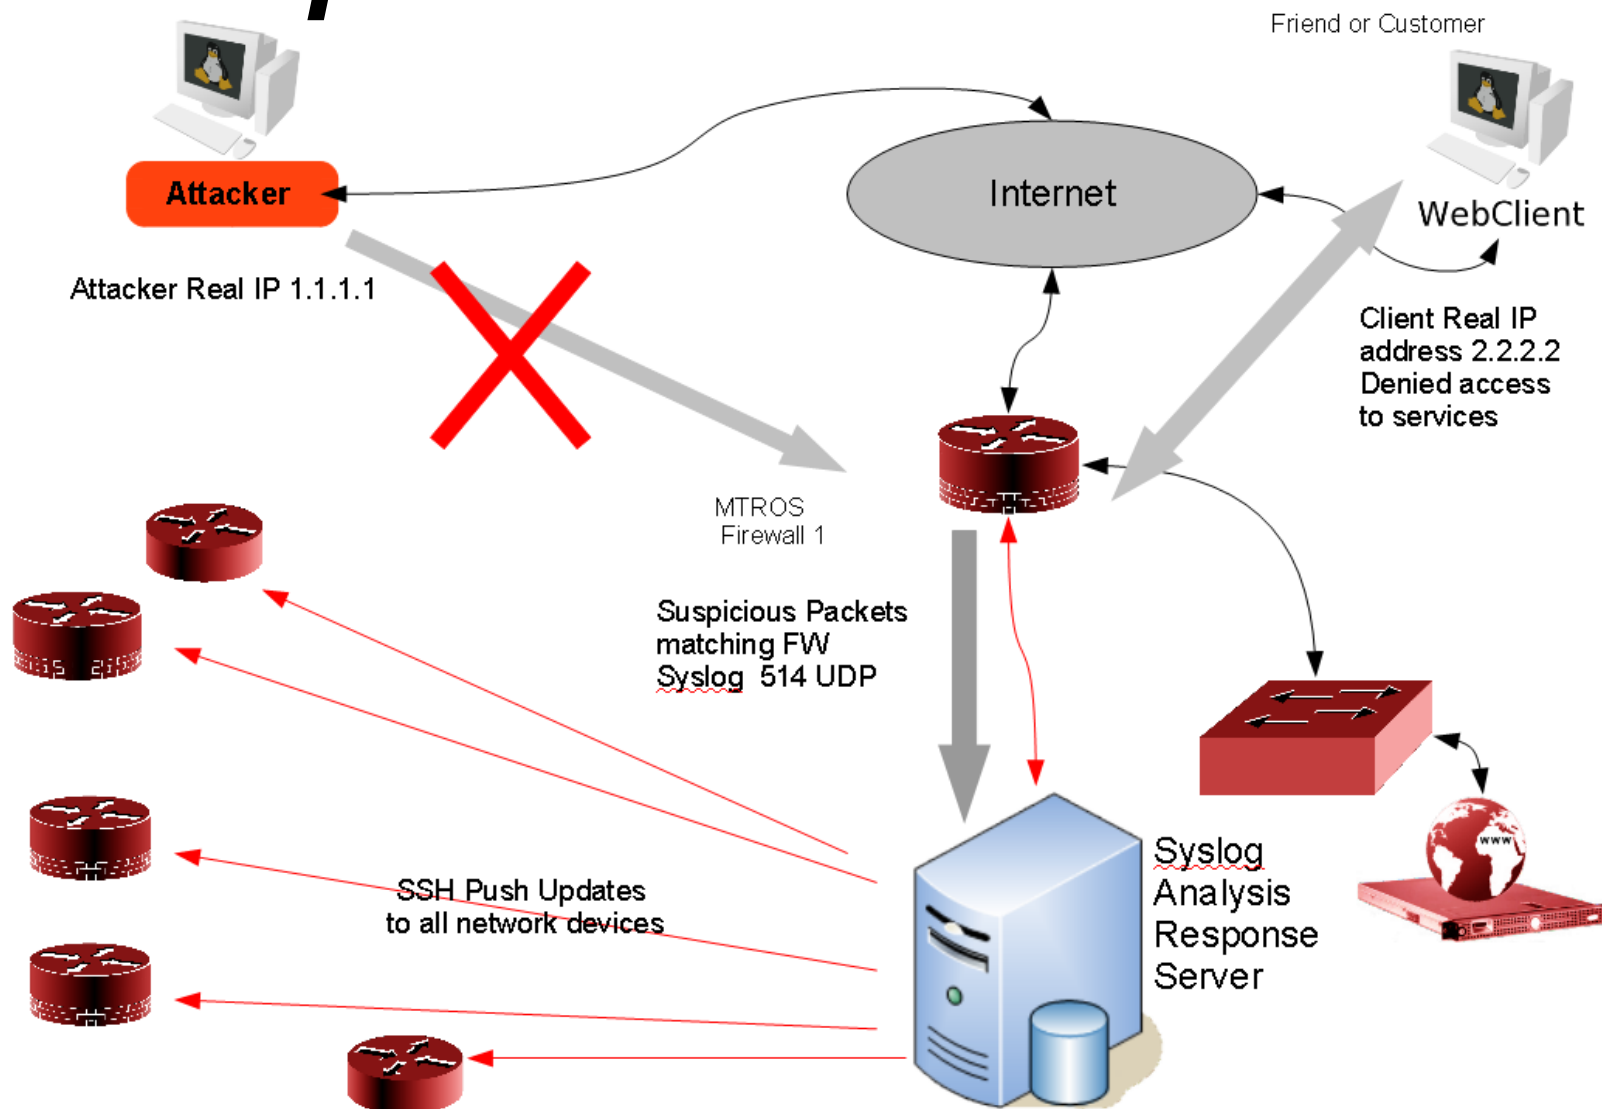 Friend or Customer
Attacker
Internet
WebClient
Attacker Real IP 1.1.1.1
Client Real IP
address 2.2.2.2
Denied access
to services
MTROS
Firewall 1
Suspicious Packets
matching FW
Syslog 514 UDP
www
SSH Push Updates
to all network devices
Syslog
Analysis
Response
Server